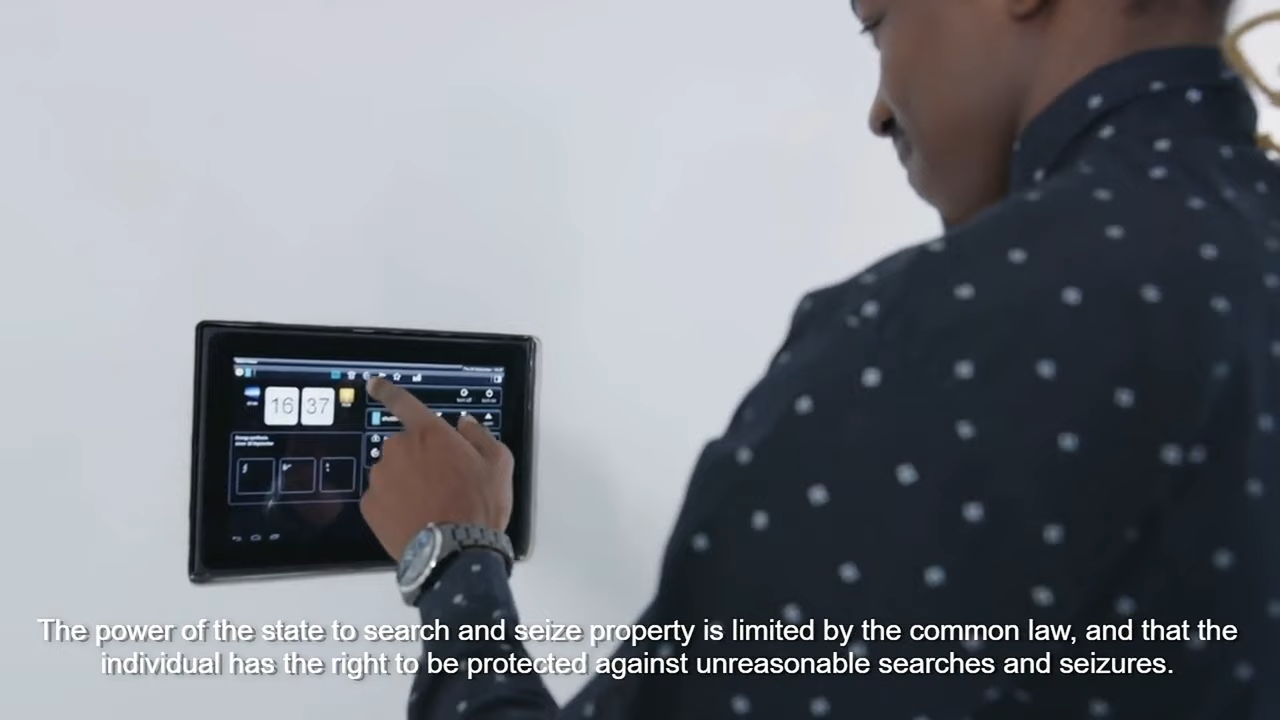 16 37
The power of the state to search and seize property is limited by the common law, and that the
individual has the right to be protected against unreasonable searches and seizures.